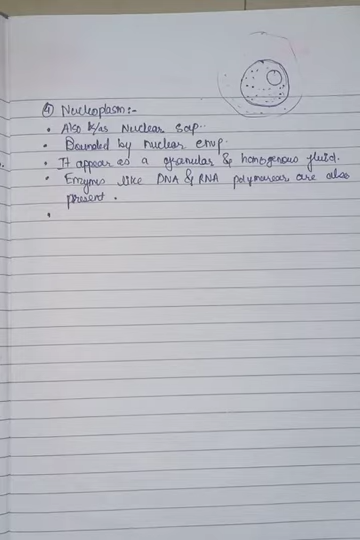 ④ Nucleoplasm:-
• Also k/as Nuclear sap.
• Bounded by nuclear env.
• It appear as a granular & homogenous fluid.
• Enzymes like DNA & RNA polymerases are also
present.
•